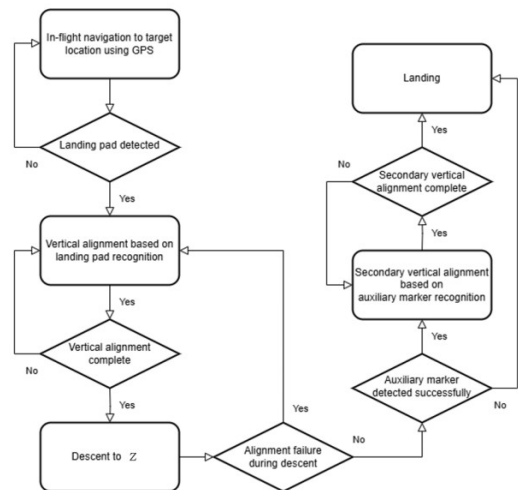 In-flight navigation to target
location using GPS
Landing pad detected
No
Yes
Vertical alignment based on
landing pad recognition
Yes
Vertical alignment
complete
No
Yes
Descent to Z
Alignment failure
during descent
Yes
No
Auxiliary marker
detected successfully
No
Yes
Secondary vertical alignment
based on
auxiliary marker recognition
Yes
Secondary vertical
alignment complete
No
Yes
Landing